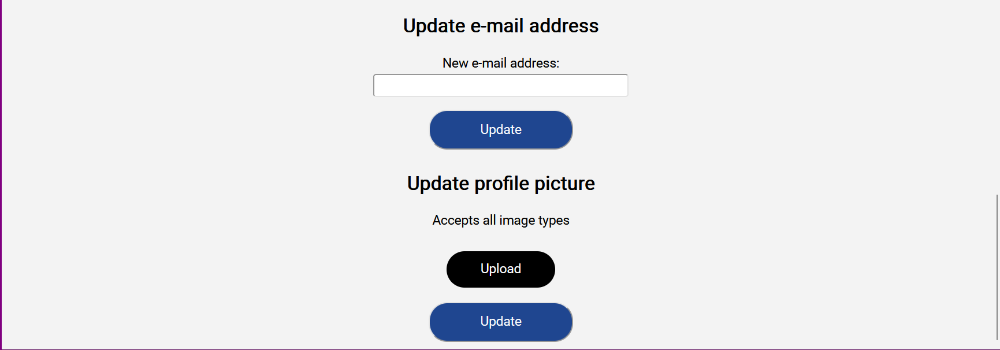 Update e-mail address
New e-mail address:
Update
Update profile picture
Accepts all image types
Upload
Update